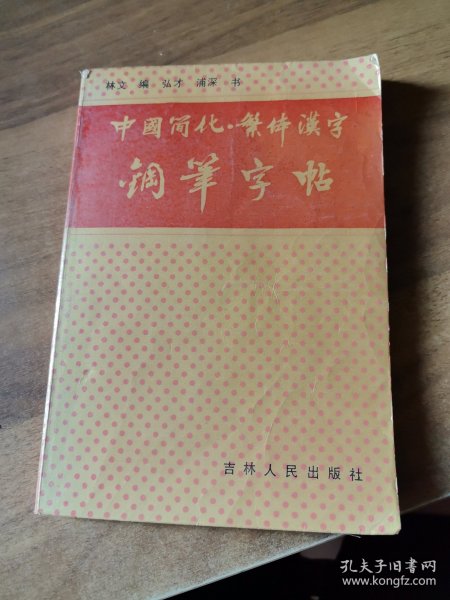 林文 编 弘才 浦深 书
中國简化·繁体漢字
鋼筆字帖
吉林人民出版社
孔夫子旧书网
www.kongfz.com